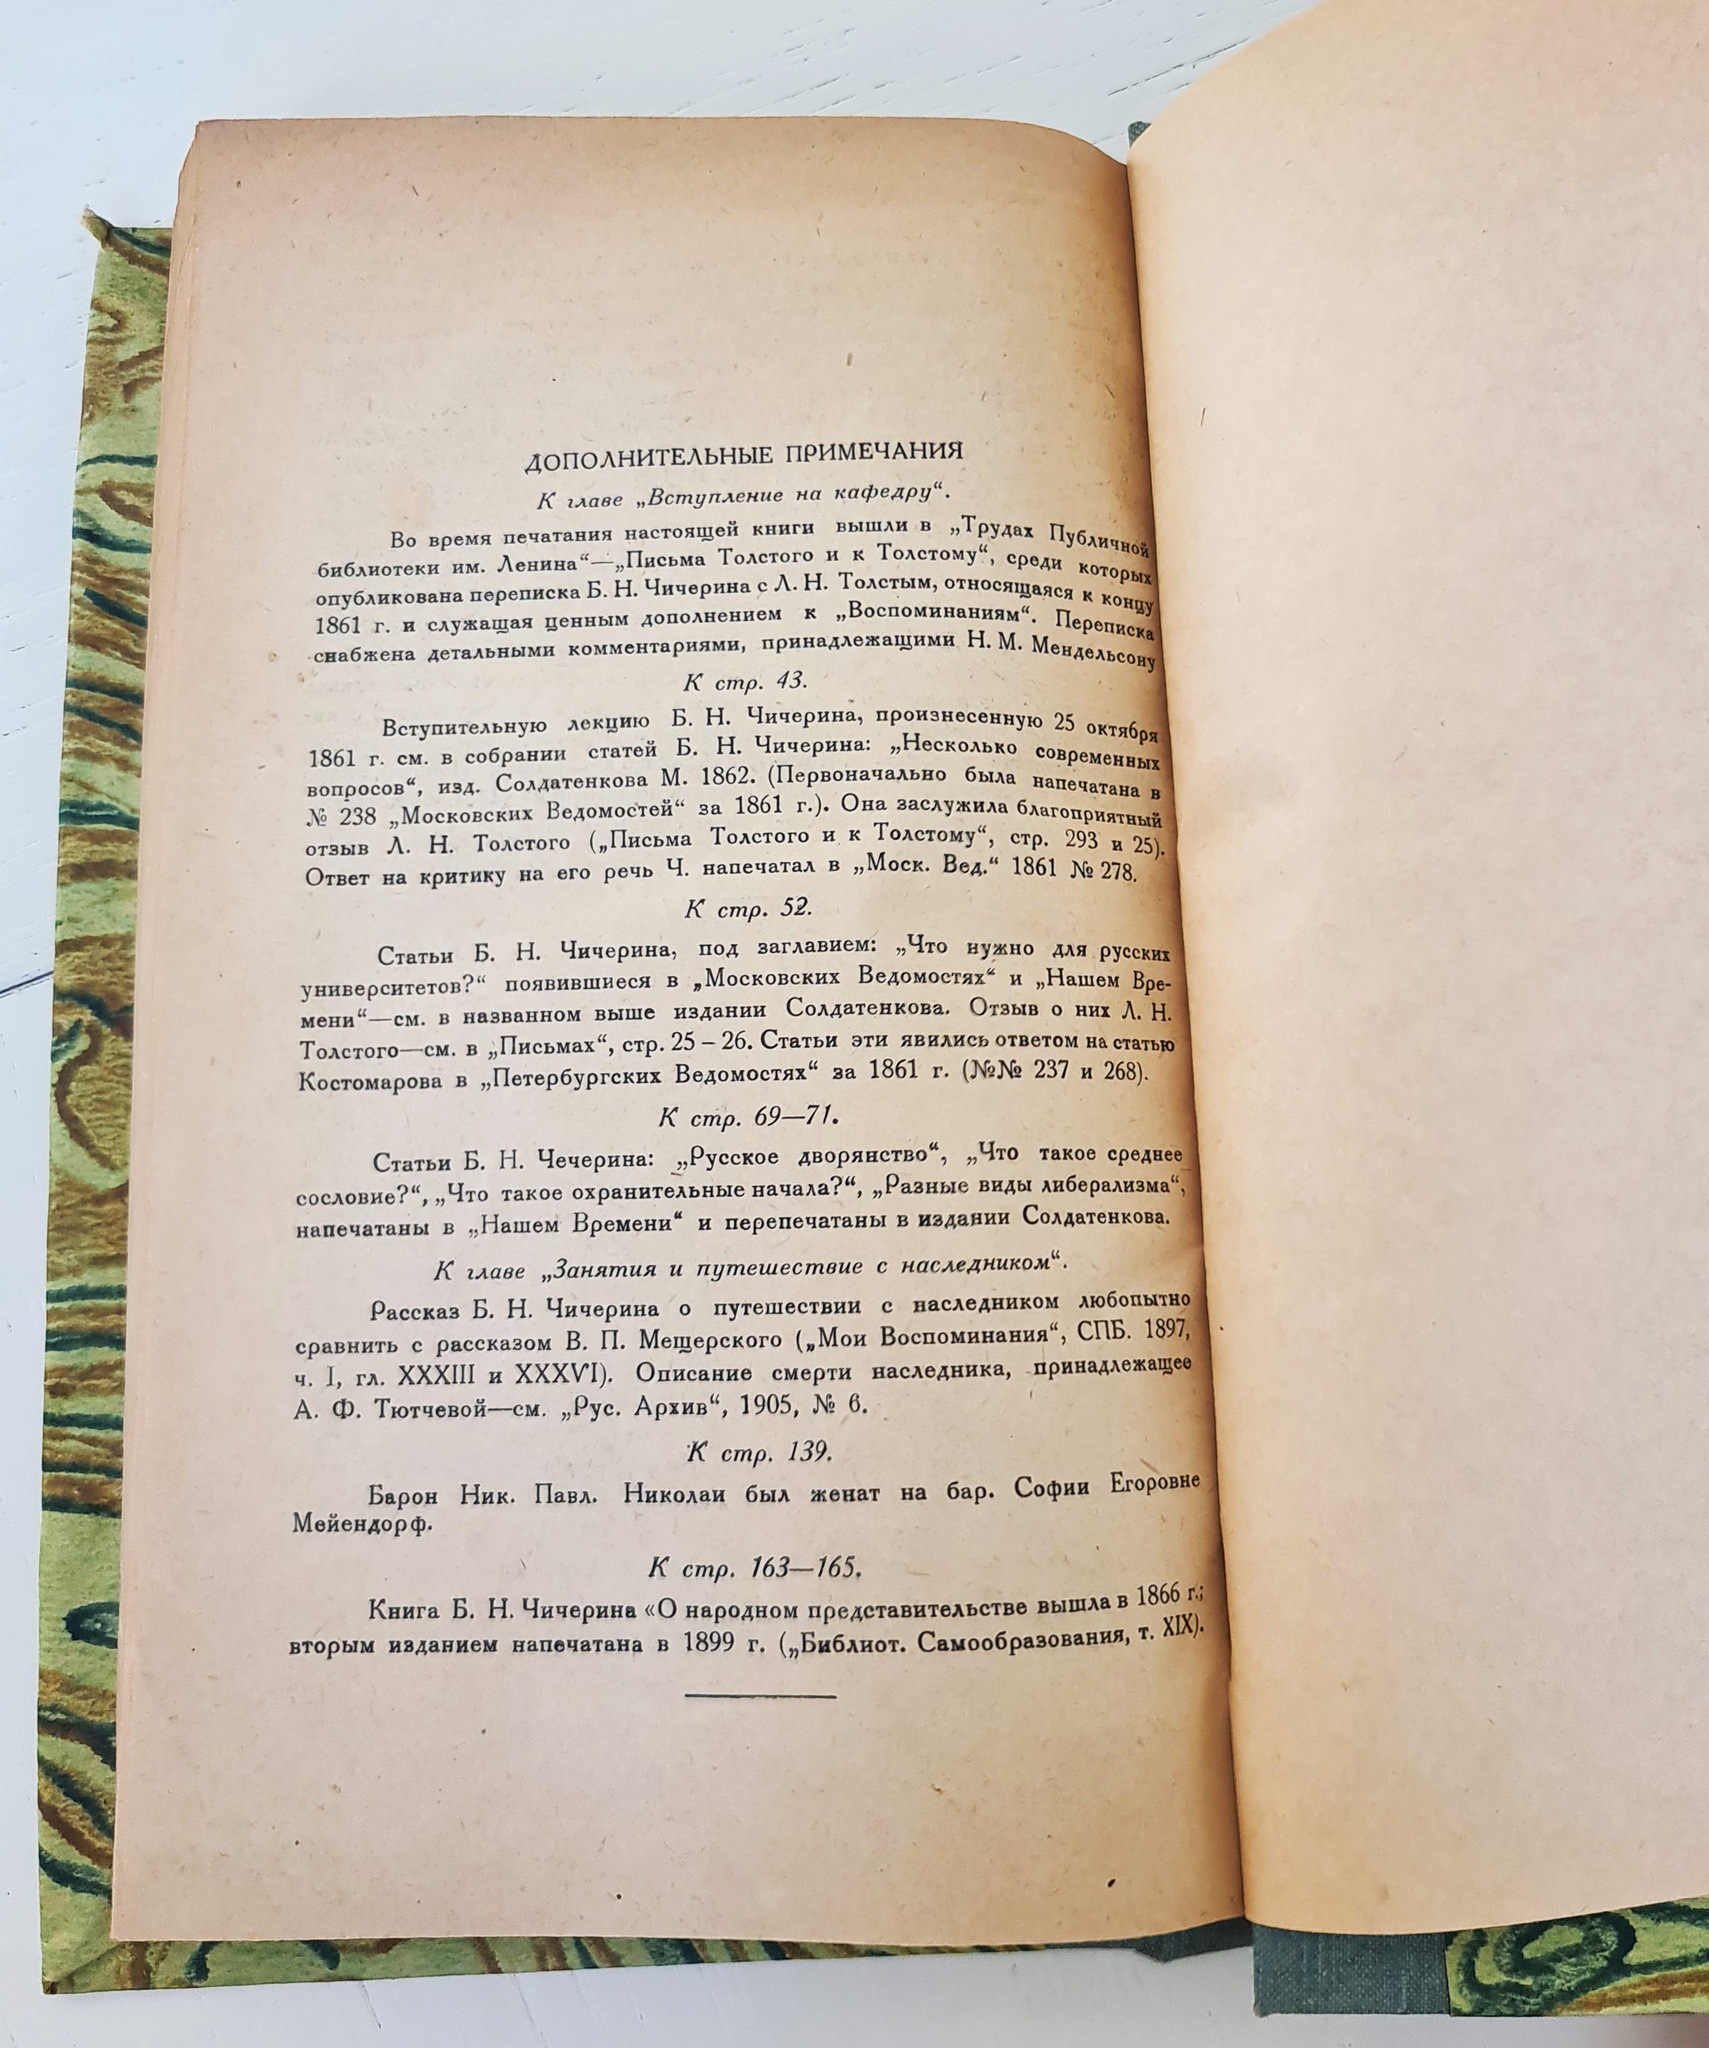 ДОПОЛНИТЕЛЬНЫЕ ПРИМЕЧАНИЯ
К главе „Вступление на кафедру“.
Во время печатания настоящей книги вышли в „Трудах Публичной
библиотеки им. Ленина“—„Письма Толстого и к Толстому“, среди которых
опубликована переписка Б. Н. Чичерина с Л. Н. Толстым, относящаяся к концу
1861 г. и служащая ценным дополнением к „Воспоминаниям“. Переписка
снабжена детальными комментариями, принадлежащими Н. М. Мендельсону
К стр. 43.
Вступительную лекцию Б. Н. Чичерина, произнесенную 25 октября
1861 г. см. в собрании статей Б. Н. Чичерина: „Несколько современных
вопросов“, изд. Солдатенкова М. 1862. (Первоначально была напечатана в
№ 238 „Московских Ведомостей“ за 1861 г.). Она заслужила благоприятный
отзыв Л. Н. Толстого („Письма Толстого и к Толстому“, стр. 293 и 25).
Ответ на критику на его речь Ч. напечатал в „Моск. Вед.“ 1861 № 278.
К стр. 52.
Статьи Б. Н. Чичерина, под заглавием: „Что нужно для русских
университетов?“ появившиеся в „Московских Ведомостях“ и „Нашем Вре-
мени“—см. в названном выше издании Солдатенкова. Отзыв о них Л. Н.
Толстого—см. в „Письмах“, стр. 25 – 26. Статьи эти явились ответом на статью
Костомарова в „Петербургских Ведомостях“ за 1861 г. (№№ 237 и 268).
К стр. 69—71.
Статьи Б. Н. Чечерина: „Русское дворянство“, „Что такое среднее
сословие?“, „Что такое охранительные начала?“, „Разные виды либерализма“,
напечатаны в „Нашем Времени“ и перепечатаны в издании Солдатенкова.
К главе „Занятия и путешествие с наследником“.
Рассказ Б. Н. Чичерина о путешествии с наследником любопытно
сравнить с рассказом В. П. Мещерского („Мои Воспоминания“, СПБ. 1897,
ч. I, гл. XXXIII и XXXVI). Описание смерти наследника, принадлежащее
А. Ф. Тютчевой—см. „Рус. Архив“, 1905, № 6.
К стр. 139.
Барон Ник. Павл. Николаи был женат на бар. Софии Егоровне
Мейендорф.
К стр. 163—165.
Книга Б. Н. Чичерина «О народном представительстве вышла в 1866 г.;
вторым изданием напечатана в 1899 г. („Библиот. Самообразования, т. XIX).